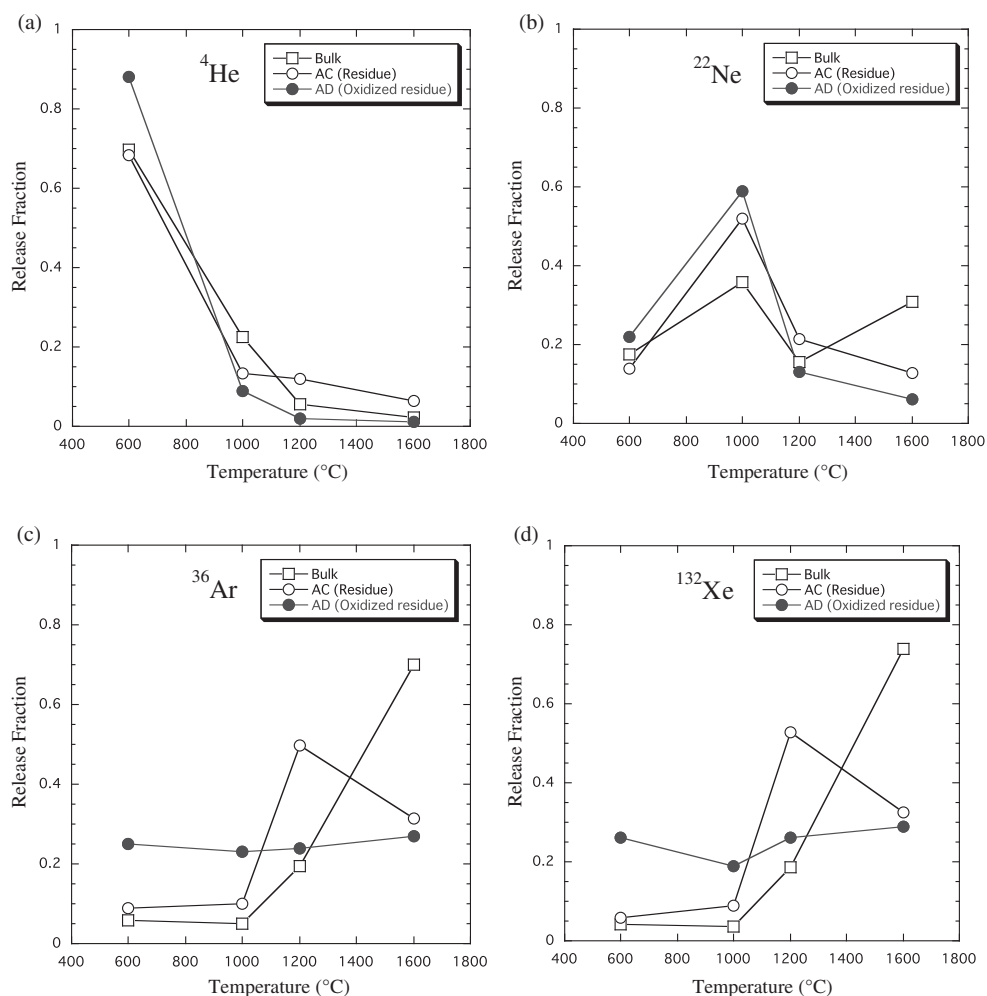 (a)
⁴He
Bulk
AC (Residue)
AD (Oxidized residue)
Release Fraction
1
0.8
0.6
0.4
0.2
0
400 600 800 1000 1200 1400 1600 1800
Temperature (°C)
(b)
²²Ne
Bulk
AC (Residue)
AD (Oxidized residue)
Release Fraction
1
0.8
0.6
0.4
0.2
0
400 600 800 1000 1200 1400 1600 1800
Temperature (°C)
(c)
³⁶Ar
Bulk
AC (Residue)
AD (Oxidized residue)
Release Fraction
1
0.8
0.6
0.4
0.2
0
400 600 800 1000 1200 1400 1600 1800
Temperature (°C)
(d)
¹³²Xe
Bulk
AC (Residue)
AD (Oxidized residue)
Release Fraction
1
0.8
0.6
0.4
0.2
0
400 600 800 1000 1200 1400 1600 1800
Temperature (°C)